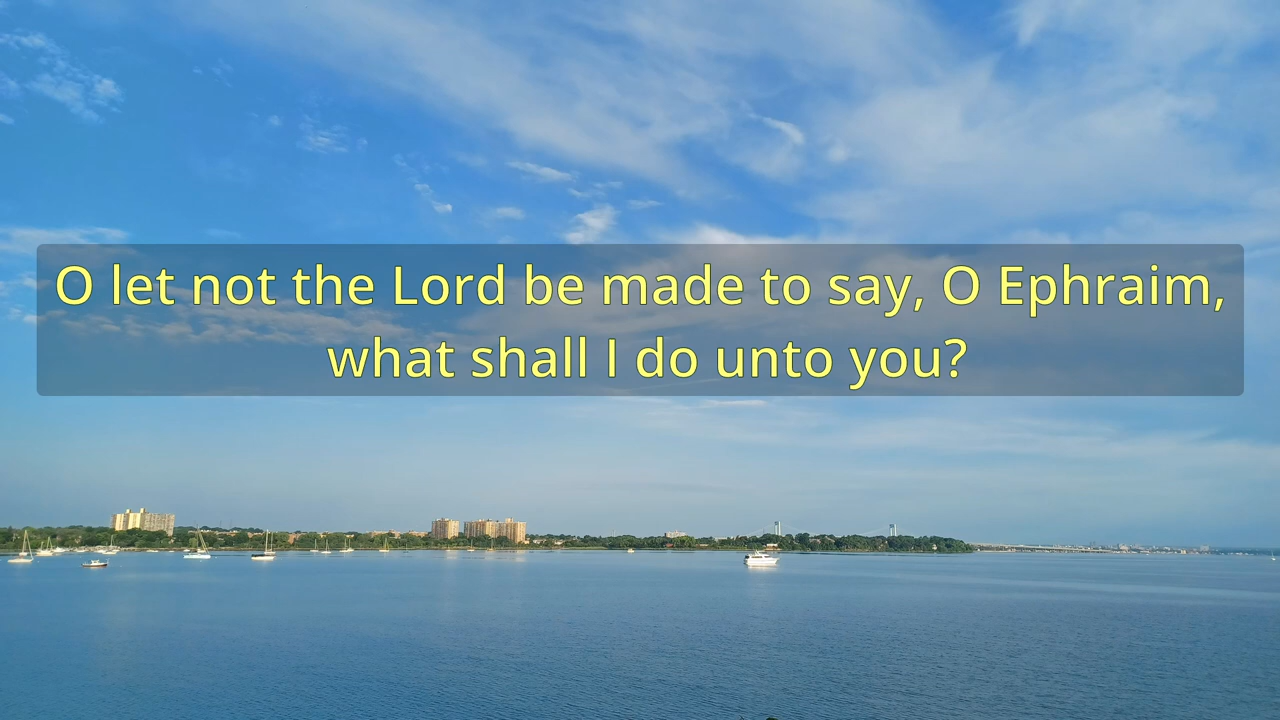 O let not the Lord be made to say, O Ephraim,
what shall I do unto you?